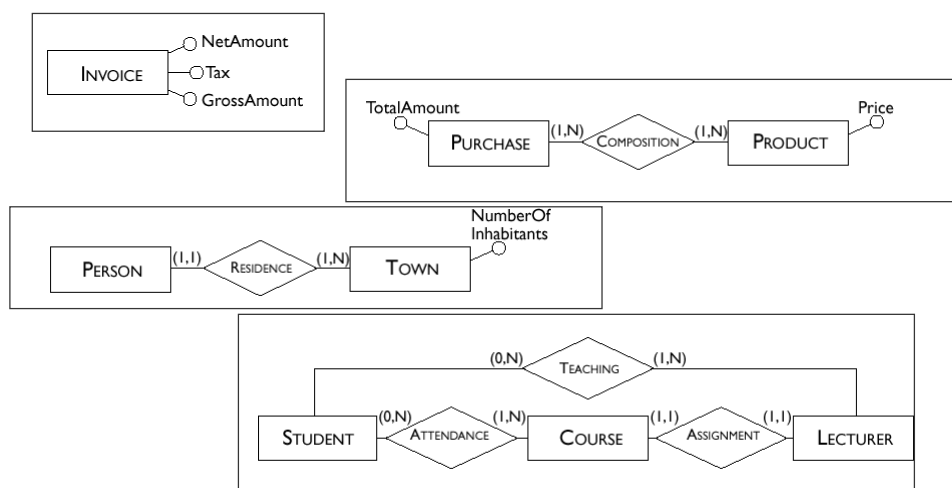 NetAmount
INVOICE
Tax
GrossAmount
TotalAmount
Price
PURCHASE
(1,N)
COMPOSITION
(1,N)
PRODUCT
NumberOf
Inhabitants
PERSON
(1,1)
RESIDENCE
(1,N)
TOWN
(0,N)
TEACHING
(1,N)
STUDENT
(0,N)
ATTENDANCE
(1,N)
COURSE
(1,1)
ASSIGNMENT
(1,1)
LECTURER